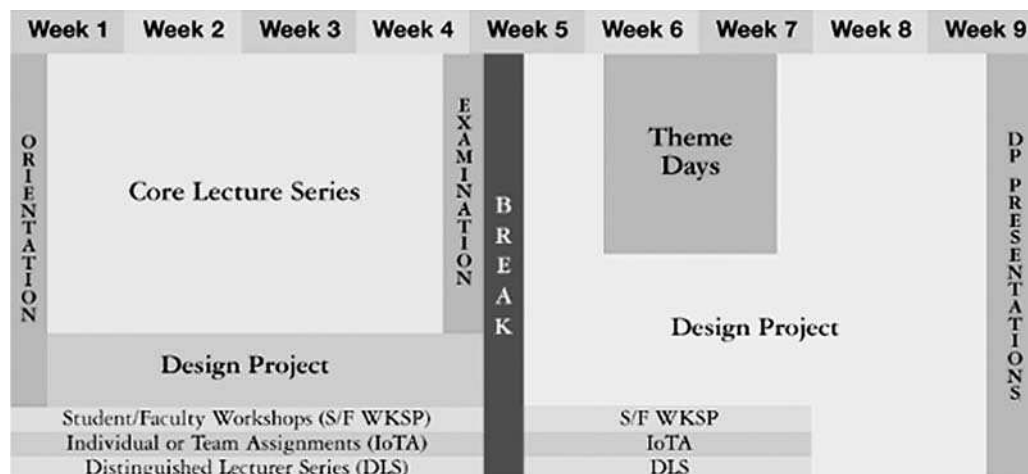 Week 1 Week 2 Week 3 Week 4 Week 5 Week 6 Week 7 Week 8 Week 9
ORIENTATION
Core Lecture Series
EXAMINATION
BREAK
Theme
Days
DP PRESENTATIONS
Design Project
Design Project
Student/Faculty Workshops (S/F WKSP)
S/F WKSP
Individual or Team Assignments (IoTA)
IoTA
Distinguished Lecturer Series (DLS)
DLS